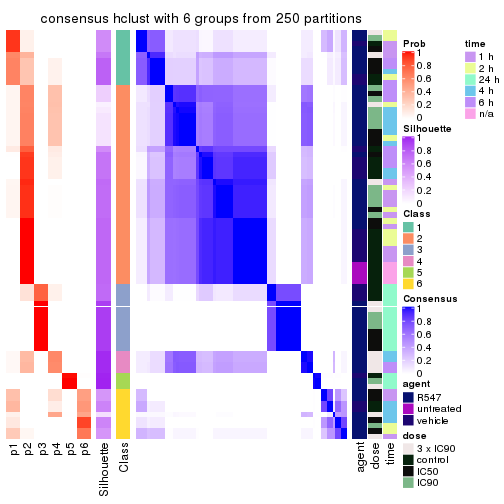 consensus hclust with 6 groups from 250 partitions
Prob
1
0.8
0.6
0.4
0.2
0
time
1 h
2 h
24 h
4 h
6 h
n/a
Silhouette
1
0.8
0.6
0.4
0.2
0
Class
1
2
3
4
5
6
Consensus
1
0.8
0.6
0.4
0.2
0
agent
R547
untreated
vehicle
dose
3 x IC90
control
IC50
IC90
p1
p2
p3
p4
p5
p6
Silhouette
Class
agent
dose
time